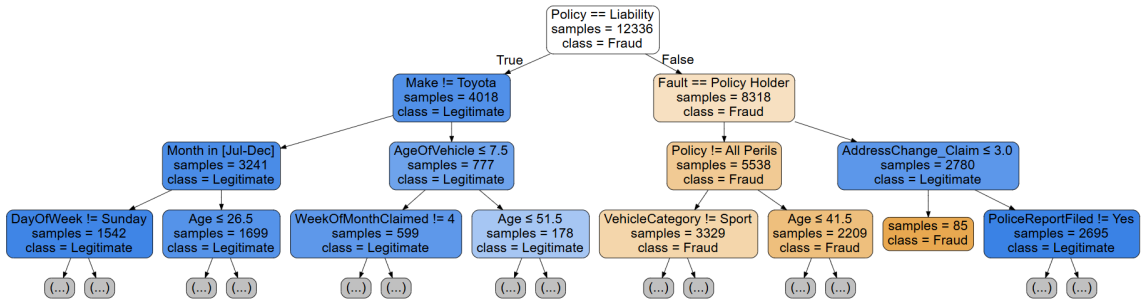 Policy == Liability
samples = 12336
class = Fraud
True
False
Make != Toyota
samples = 4018
class = Legitimate
Fault == Policy Holder
samples = 8318
class = Fraud
Month in [Jul-Dec]
samples = 3241
class = Legitimate
AgeOfVehicle ≤ 7.5
samples = 777
class = Legitimate
Policy != All Perils
samples = 5538
class = Fraud
AddressChange_Claim ≤ 3.0
samples = 2780
class = Legitimate
DayOfWeek != Sunday
samples = 1542
class = Legitimate
Age ≤ 26.5
samples = 1699
class = Legitimate
WeekOfMonthClaimed != 4
samples = 599
class = Legitimate
Age ≤ 51.5
samples = 178
class = Legitimate
VehicleCategory != Sport
samples = 3329
class = Fraud
Age ≤ 41.5
samples = 2209
class = Fraud
samples = 85
class = Fraud
PoliceReportFiled != Yes
samples = 2695
class = Legitimate
(...)
(...)
(...)
(...)
(...)
(...)
(...)
(...)
(...)
(...)
(...)
(...)
(...)
(...)